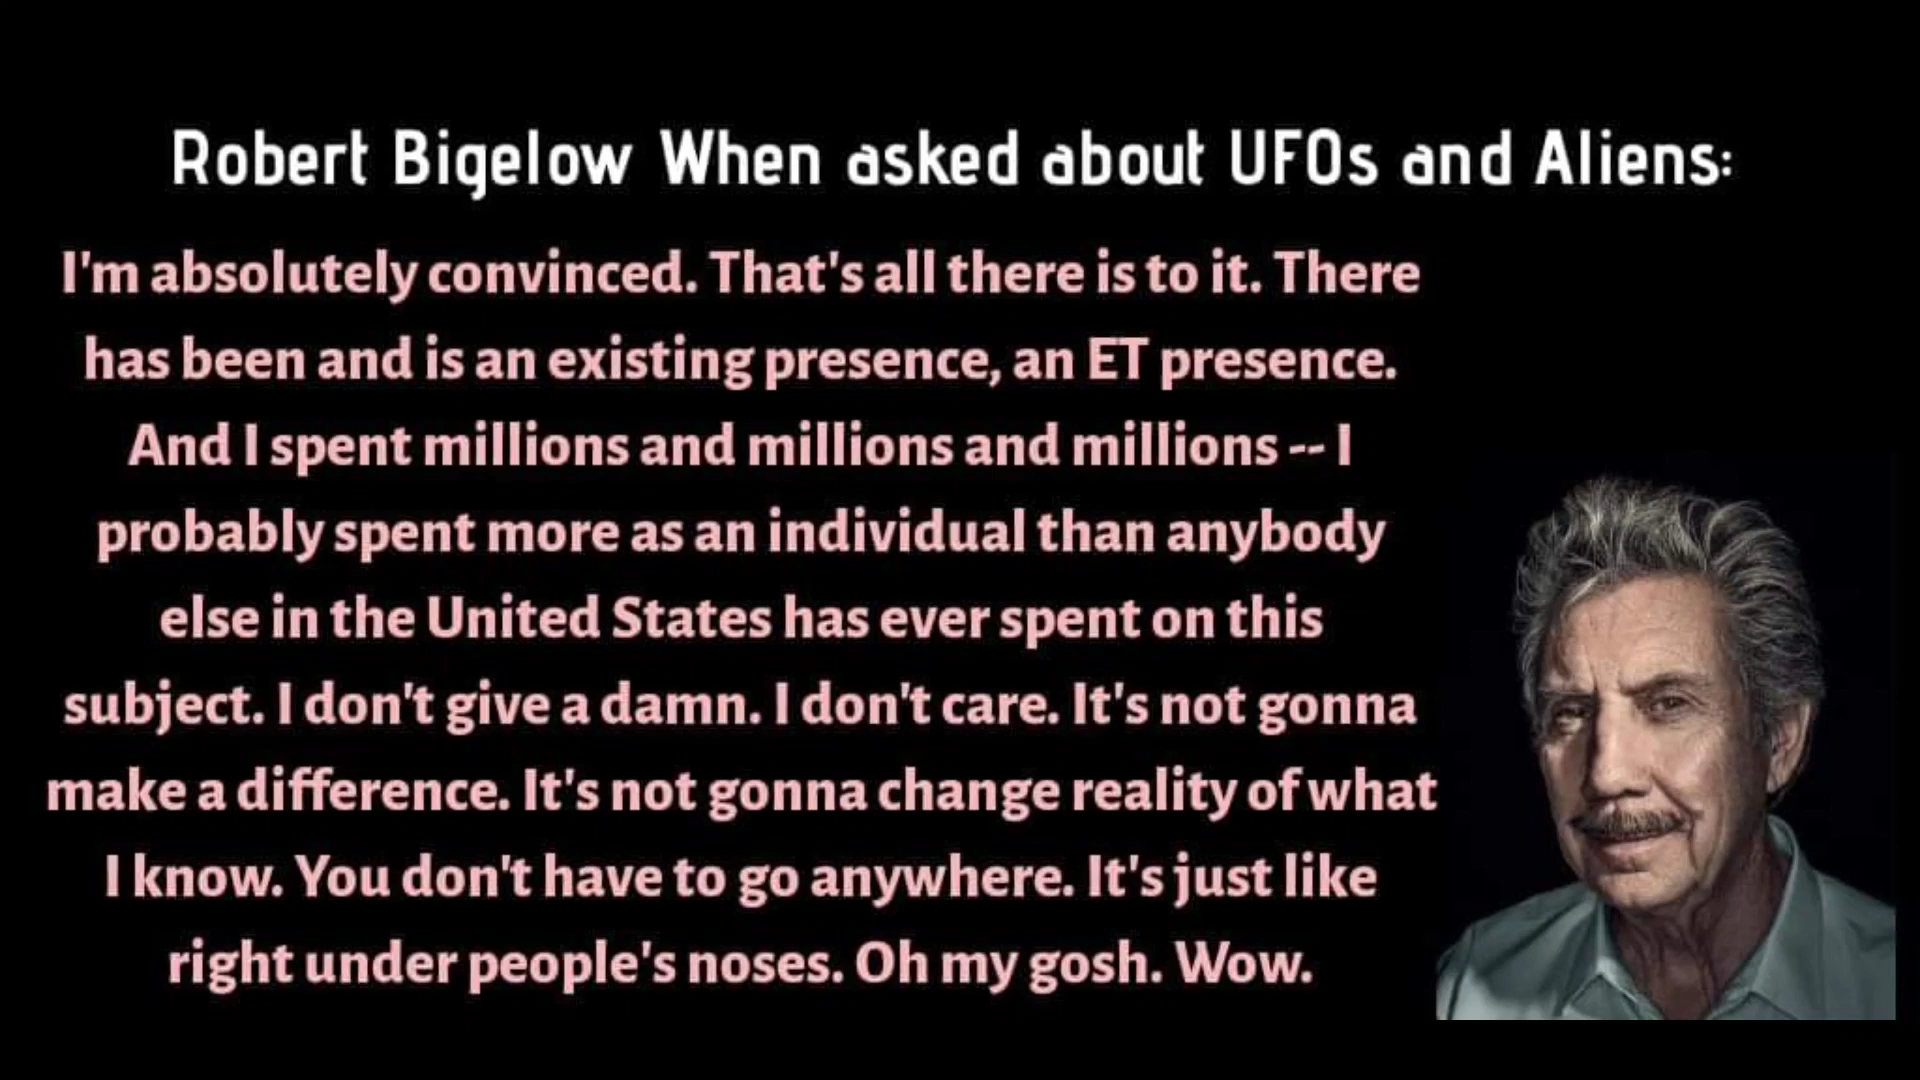 Robert Bigelow When asked about UFOs and Aliens:
I'm absolutely convinced. That's all there is to it. There
has been and is an existing presence, an ET presence.
And I spent millions and millions and millions -- I
probably spent more as an individual than anybody
else in the United States has ever spent on this
subject. I don't give a damn. I don't care. It's not gonna
make a difference. It's not gonna change reality of what
I know. You don't have to go anywhere. It's just like
right under people's noses. Oh my gosh. Wow.